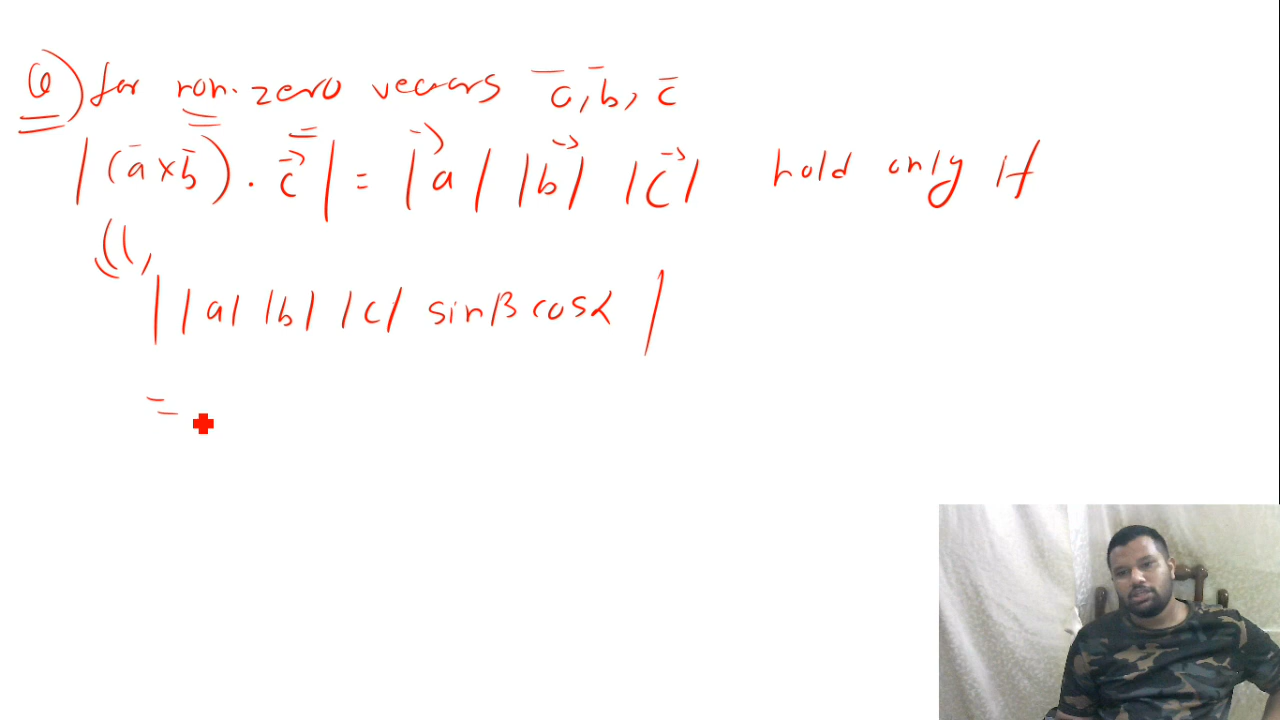 Q) for non-zero vectors a̅, b̅, c̅
|(a̅ × b̅) · c⃗| = |a⃗| |b⃗| |c⃗| hold only if
||a| |b| |c| sinβ cosα|
=